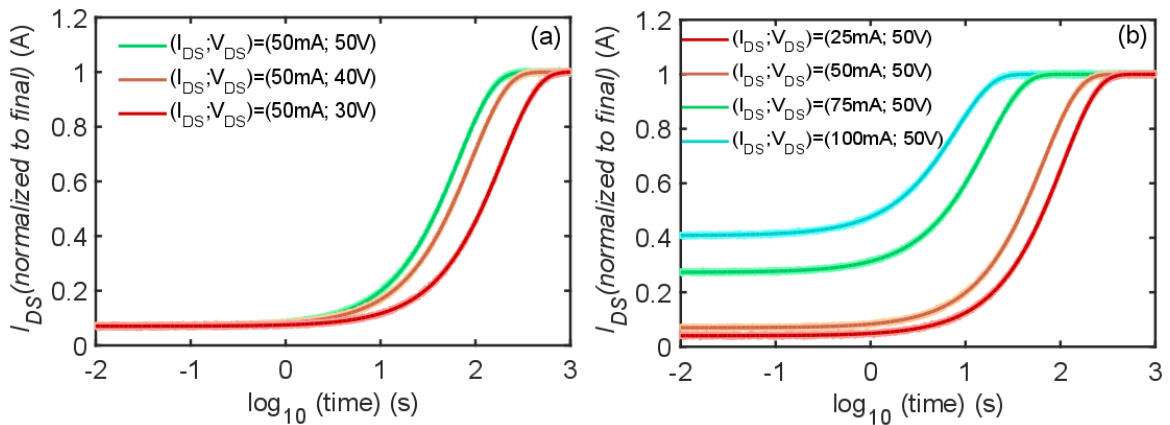 1.2
1
0.8
0.6
0.4
0.2
0
I_DS(normalized to final) (A)
(a)
(I_DS;V_DS)=(50mA; 50V)
(I_DS;V_DS)=(50mA; 40V)
(I_DS;V_DS)=(50mA; 30V)
-2 -1 0 1 2 3
log_10 (time) (s)
1.2
1
0.8
0.6
0.4
0.2
0
I_DS(normalized to final) (A)
(b)
(I_DS;V_DS)=(25mA; 50V)
(I_DS;V_DS)=(50mA; 50V)
(I_DS;V_DS)=(75mA; 50V)
(I_DS;V_DS)=(100mA; 50V)
-2 -1 0 1 2 3
log_10 (time) (s)